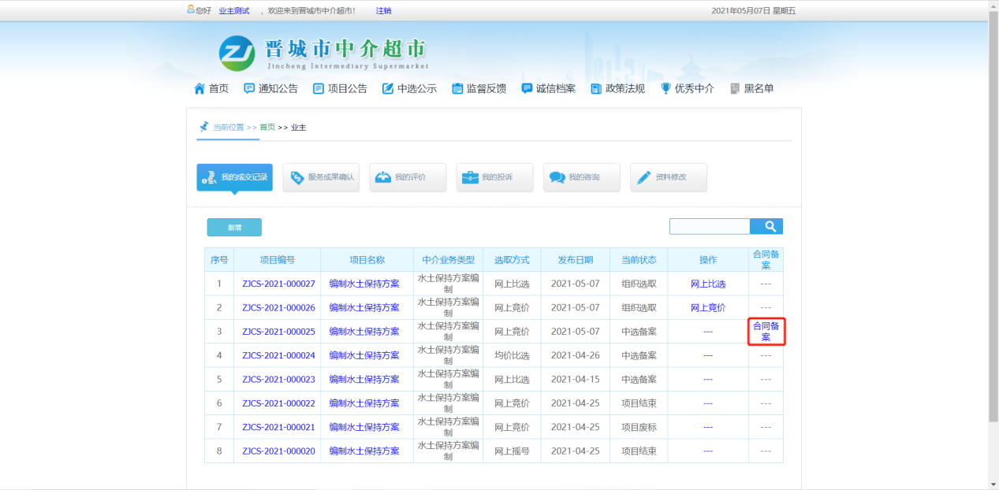 您好 业主测试 ，欢迎来到晋城市中介超市！ 注销 2021年05月07日 星期五
晋城市中介超市
Jincheng Intermediary Supermarket
首页 通知公告 项目公告 中选公示 监督反馈 诚信档案 政策法规 优秀中介 黑名单
当前位置 >> 首页 >> 业主
我的成交记录 服务成果确认 我的评价 我的投诉 我的咨询 资料修改
新增
序号 项目编号 项目名称 中介业务类型 选取方式 发布日期 当前状态 操作 合同备案
1 ZJCS-2021-000027 编制水土保持方案 水土保持方案编制 网上比选 2021-05-07 组织选取 网上比选 ---
2 ZJCS-2021-000026 编制水土保持方案 水土保持方案编制 网上竞价 2021-05-07 组织选取 网上竞价 ---
3 ZJCS-2021-000025 编制水土保持方案 水土保持方案编制 网上竞价 2021-05-07 中选备案 --- 合同备案
4 ZJCS-2021-000024 编制水土保持方案 水土保持方案编制 均价比选 2021-04-26 中选备案 --- ---
5 ZJCS-2021-000023 编制水土保持方案 水土保持方案编制 网上比选 2021-04-15 中选备案 --- ---
6 ZJCS-2021-000022 编制水土保持方案 水土保持方案编制 网上竞价 2021-04-25 项目结束 --- ---
7 ZJCS-2021-000021 编制水土保持方案 水土保持方案编制 网上竞价 2021-04-25 项目废标 --- ---
8 ZJCS-2021-000020 编制水土保持方案 水土保持方案编制 网上摇号 2021-04-25 项目结束 --- ---